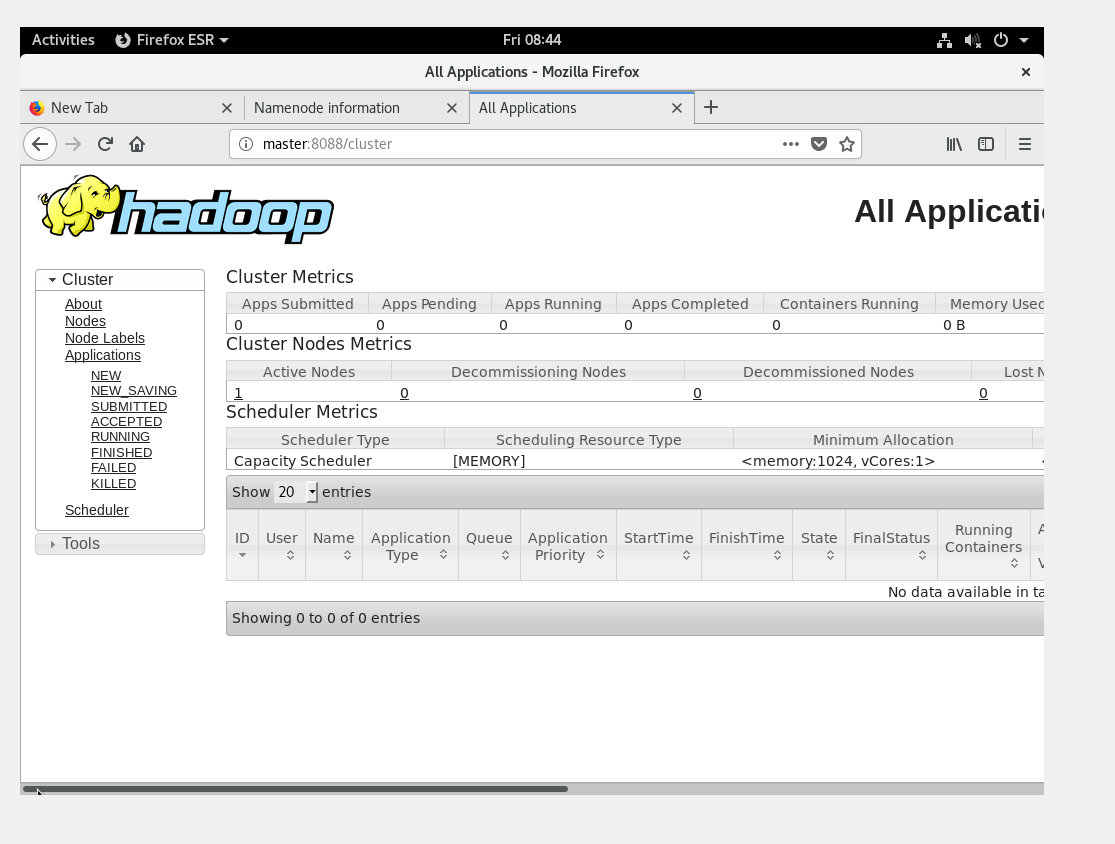 Activities Firefox ESR Fri 08:44
All Applications - Mozilla Firefox
New Tab Namenode information All Applications
master:8088/cluster
hadoop
All Applicati
Cluster
About
Nodes
Node Labels
Applications
NEW
NEW_SAVING
SUBMITTED
ACCEPTED
RUNNING
FINISHED
FAILED
KILLED
Scheduler
Tools
Cluster Metrics
Apps Submitted Apps Pending Apps Running Apps Completed Containers Running Memory Used
0 0 0 0 0 0 B
Cluster Nodes Metrics
Active Nodes Decommissioning Nodes Decommissioned Nodes Lost
1 0 0 0
Scheduler Metrics
Scheduler Type Scheduling Resource Type Minimum Allocation
Capacity Scheduler [MEMORY] <memory:1024, vCores:1> <
Show 20 entries
ID User Name Application Type Queue Application Priority StartTime FinishTime State FinalStatus Running Containers
No data available in ta
Showing 0 to 0 of 0 entries